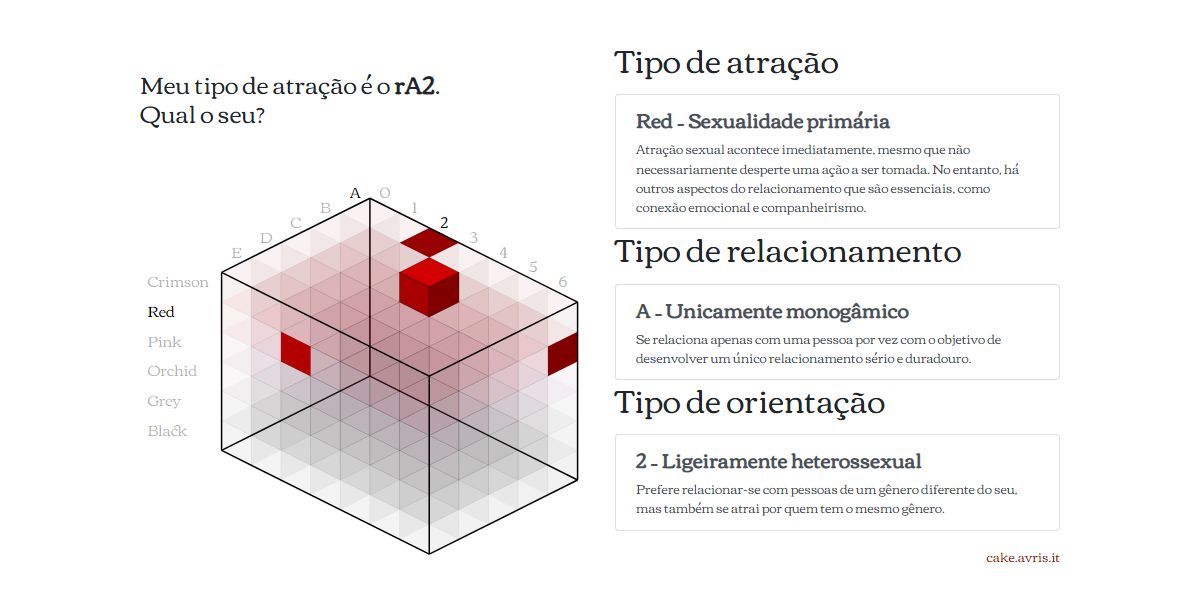 Meu tipo de atração é o rA2.
Qual o seu?
A O
B 1
C 2
D 3
E 4
5
6
Crimson
Red
Pink
Orchid
Grey
Black
Tipo de atração
Red - Sexualidade primária
Atração sexual acontece imediatamente, mesmo que não
necessariamente desperte uma ação a ser tomada. No entanto, há
outros aspectos do relacionamento que são essenciais, como
conexão emocional e companheirismo.
Tipo de relacionamento
A - Unicamente monogâmico
Se relaciona apenas com uma pessoa por vez com o objetivo de
desenvolver um único relacionamento sério e duradouro.
Tipo de orientação
2 - Ligeiramente heterossexual
Prefere relacionar-se com pessoas de um gênero diferente do seu,
mas também se atrai por quem tem o mesmo gênero.
cake.avris.it